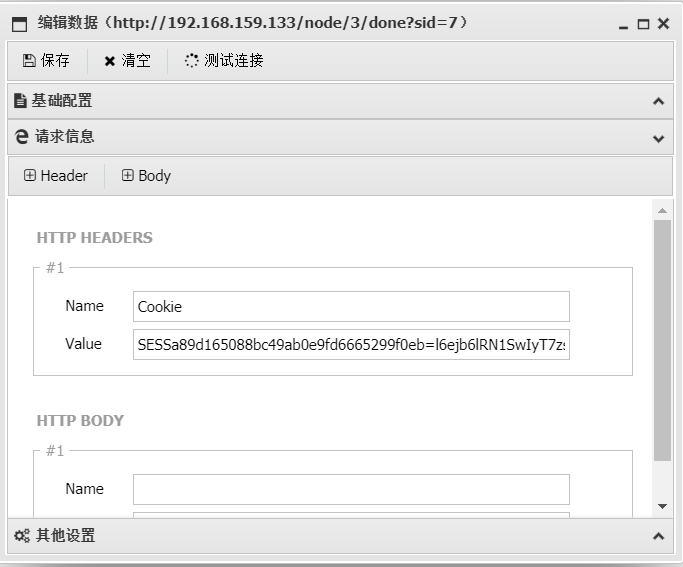 编辑数据（http://192.168.159.133/node/3/done?sid=7）
保存 清空 测试连接
基础配置
请求信息
Header Body
HTTP HEADERS
#1
Name Cookie
Value SESSa89d165088bc49ab0e9fd6665299f0eb=l6ejb6lRN1SwIyT7zs
HTTP BODY
#1
Name
其他设置